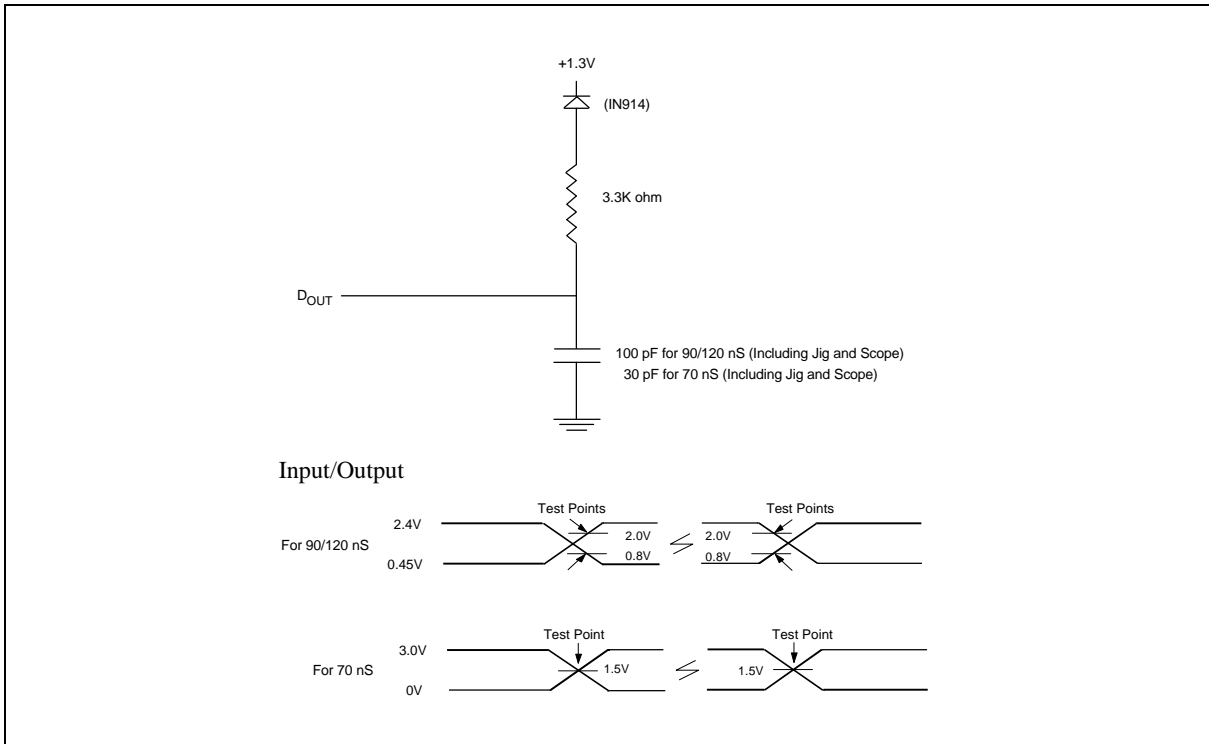 +1.3V
(IN914)
3.3K ohm
DOUT
100 pF for 90/120 nS (Including Jig and Scope)
30 pF for 70 nS (Including Jig and Scope)
Input/Output
Test Points
Test Points
2.4V
2.0V
2.0V
For 90/120 nS
0.8V
0.8V
0.45V
Test Point
Test Point
3.0V
For 70 nS
1.5V
1.5V
0V